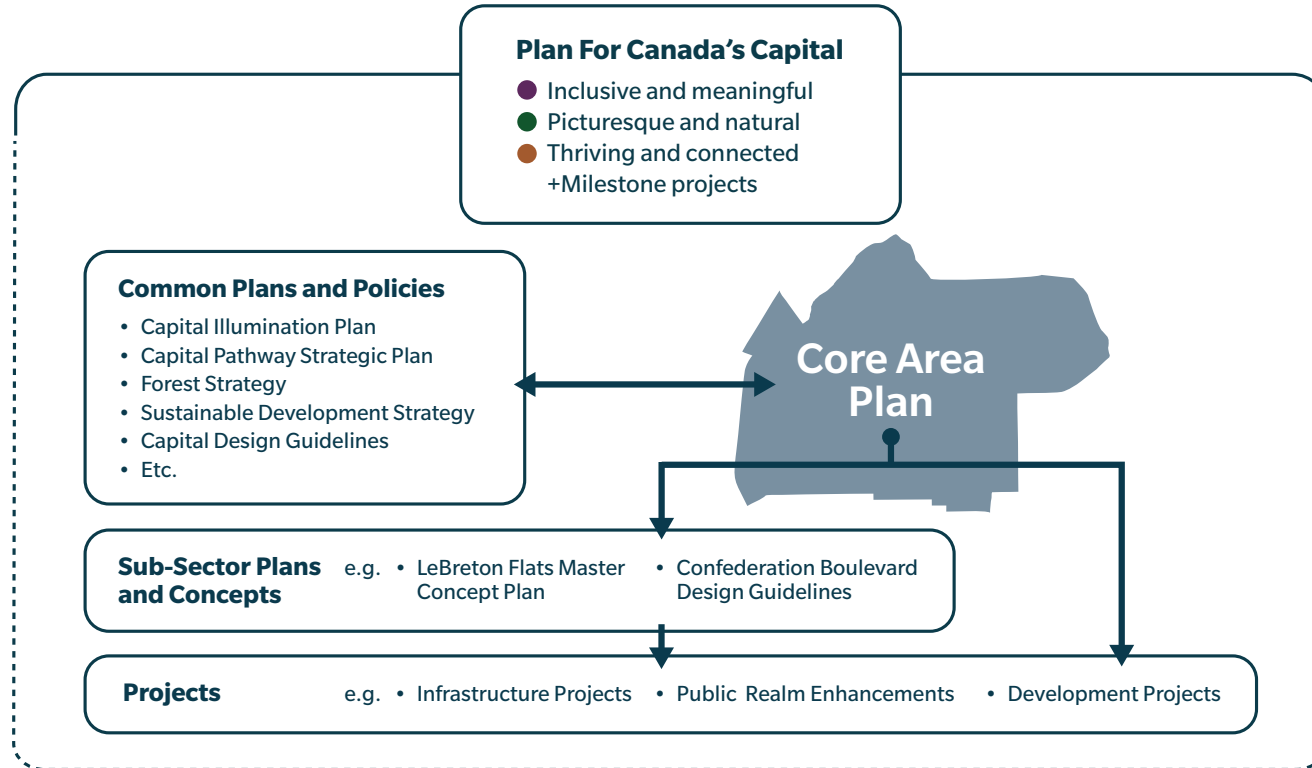 Plan For Canada's Capital
Inclusive and meaningful
Picturesque and natural
Thriving and connected
+Milestone projects
Common Plans and Policies
• Capital Illumination Plan
• Capital Pathway Strategic Plan
• Forest Strategy
• Sustainable Development Strategy
• Capital Design Guidelines
• Etc.
Core Area
Plan
Sub-Sector Plans
and Concepts
e.g. • LeBreton Flats Master
Concept Plan
• Confederation Boulevard
Design Guidelines
Projects
e.g. • Infrastructure Projects • Public Realm Enhancements • Development Projects